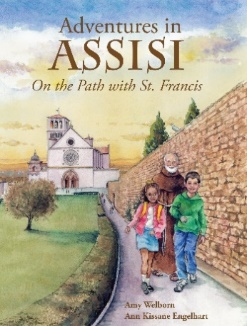 Adventures in
ASSISI
On the Path with St. Francis
Amy Welborn
Ann Kissane Engelhart